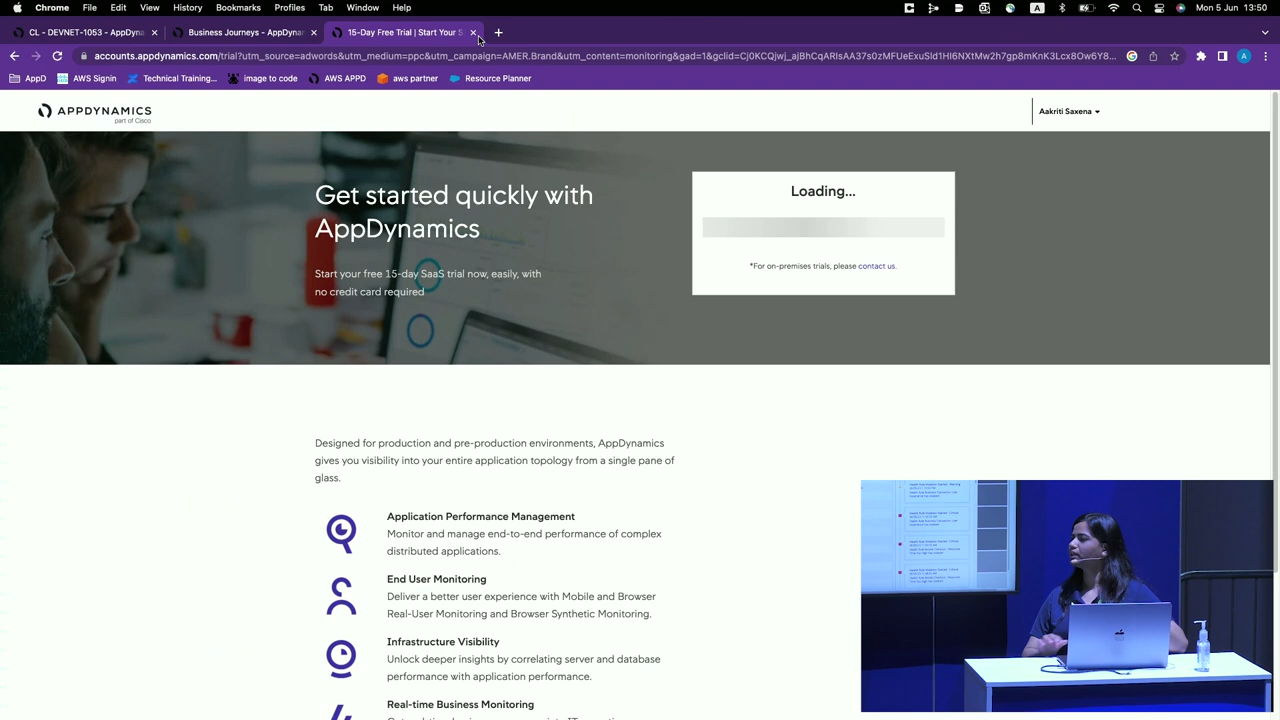 Chrome File Edit View History Bookmarks Profiles Tab Window Help
A Mon 5 Jun 13:50
CL - DEVNET-1053 - AppDyna
Business Journeys - AppDynam
15-Day Free Trial | Start Your S
accounts.appdynamics.com/trial?utm_source=adwords&utm_medium=ppc&utm_campaign=AMER.Brand&utm_content=monitoring&gad=1&gclid=
A
AppD
AWS Signin
Technical Training...
image to code
AWS APPD
aws partner
Resource Planner
APPDYNAMICS
part of Cisco
Aakriti Saxena
Get started quickly with
AppDynamics
Start your free 15-day SaaS trial now, easily, with
no credit card required
Loading...
*For on-premises trials, please contact us.
Designed for production and pre-production environments, AppDynamics
gives you visibility into your entire application topology from a single pane of
glass.
Application Performance Management
Monitor and manage end-to-end performance of complex
distributed applications.
End User Monitoring
Deliver a better user experience with Mobile and Browser
Real-User Monitoring and Browser Synthetic Monitoring.
Infrastructure Visibility
Unlock deeper insights by correlating server and database
performance with application performance.
Real-time Business Monitoring